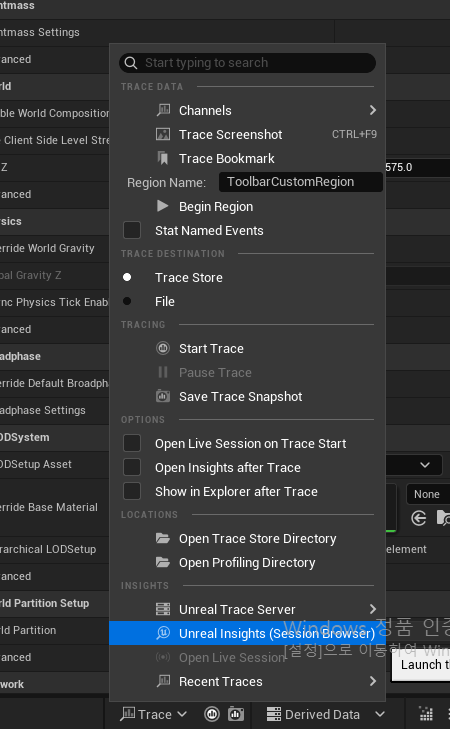 ntmass
ntmass Settings
anced
rld
ble World Composition
e Client Side Level Stre
Z
575.0
anced
ysics
erride World Gravity
bal Gravity Z
nc Physics Tick Enab
anced
adphase
erride Default Broadpha
adphase Settings
ODSystem
ODSetup Asset
erride Base Material
None
rarchical LODSetup
element
anced
rld Partition Setup
rld Partition
anced
work
Start typing to search
TRACE DATA
Channels
Trace Screenshot CTRL+F9
Trace Bookmark
Region Name: ToolbarCustomRegion
Begin Region
Stat Named Events
TRACE DESTINATION
Trace Store
File
TRACING
Start Trace
Pause Trace
Save Trace Snapshot
OPTIONS
Open Live Session on Trace Start
Open Insights after Trace
Show in Explorer after Trace
LOCATIONS
Open Trace Store Directory
Open Profiling Directory
INSIGHTS
Unreal Trace Server
Unreal Insights (Session Browser)
Open Live Session
Recent Traces
Windows 정품 인증
[설정]으로 이동하여 Win
Launch t
Trace
Derived Data